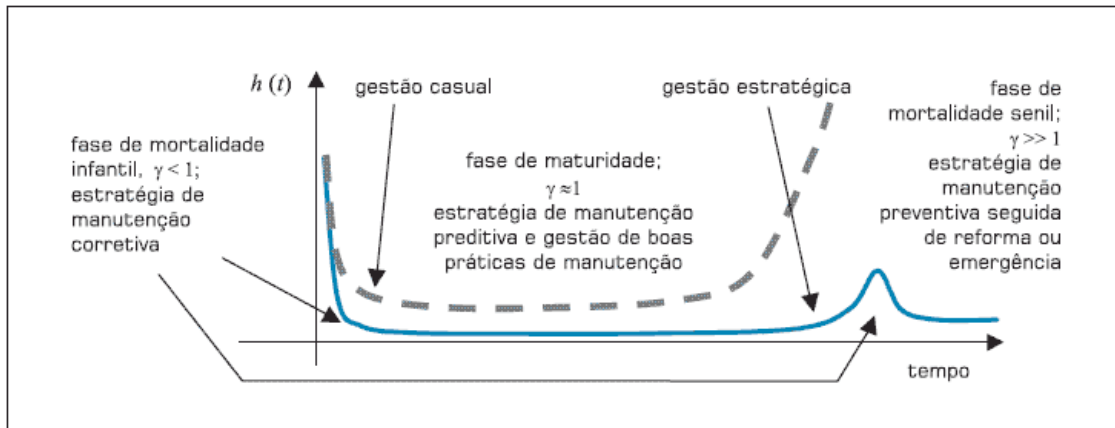 h (t)
gestão casual
gestão estratégica
fase de
mortalidade senil;
γ >> 1
estratégia de
manutenção
preventiva seguida
de reforma ou
emergência
fase de mortalidade
infantil, γ < 1;
estratégia de
manutenção
corretiva
fase de maturidade;
γ ≈1
estratégia de manutenção
preditiva e gestão de boas
práticas de manutenção
tempo